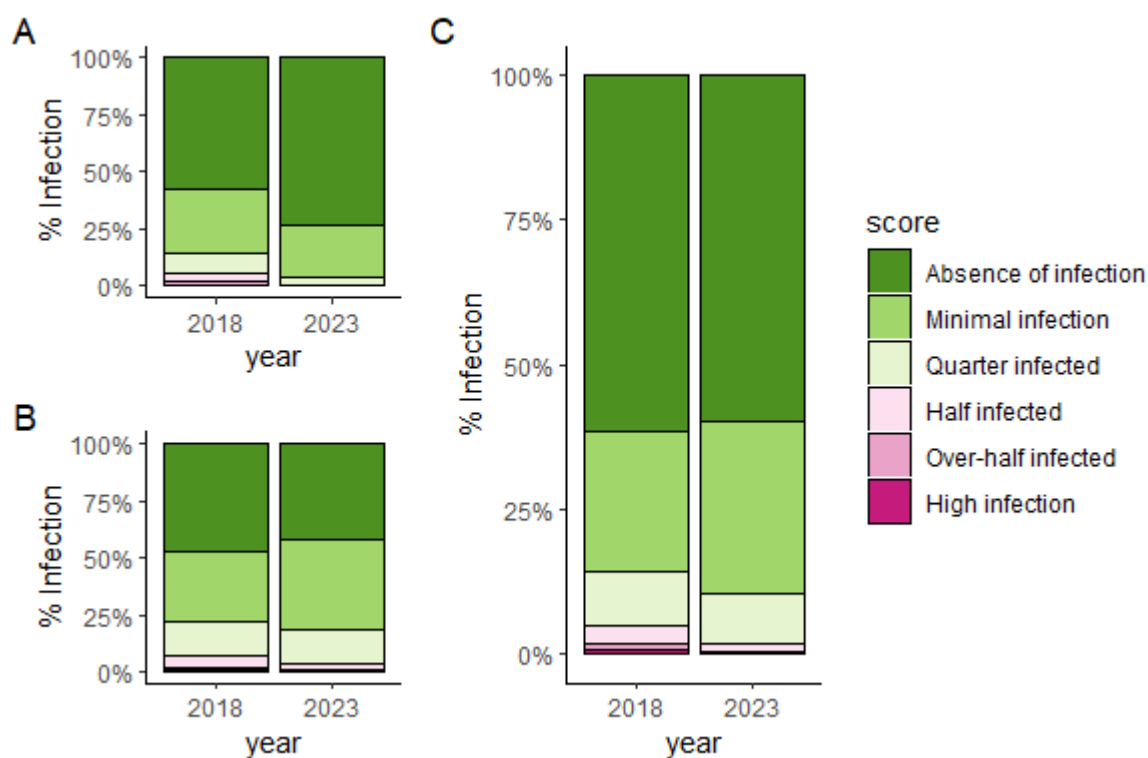 A
% Infection
100%
75%
50%
25%
0%
2018 2023
year
B
% Infection
100%
75%
50%
25%
0%
2018 2023
year
C
% Infection
100%
75%
50%
25%
0%
2018 2023
year
score
Absence of infection
Minimal infection
Quarter infected
Half infected
Over-half infected
High infection